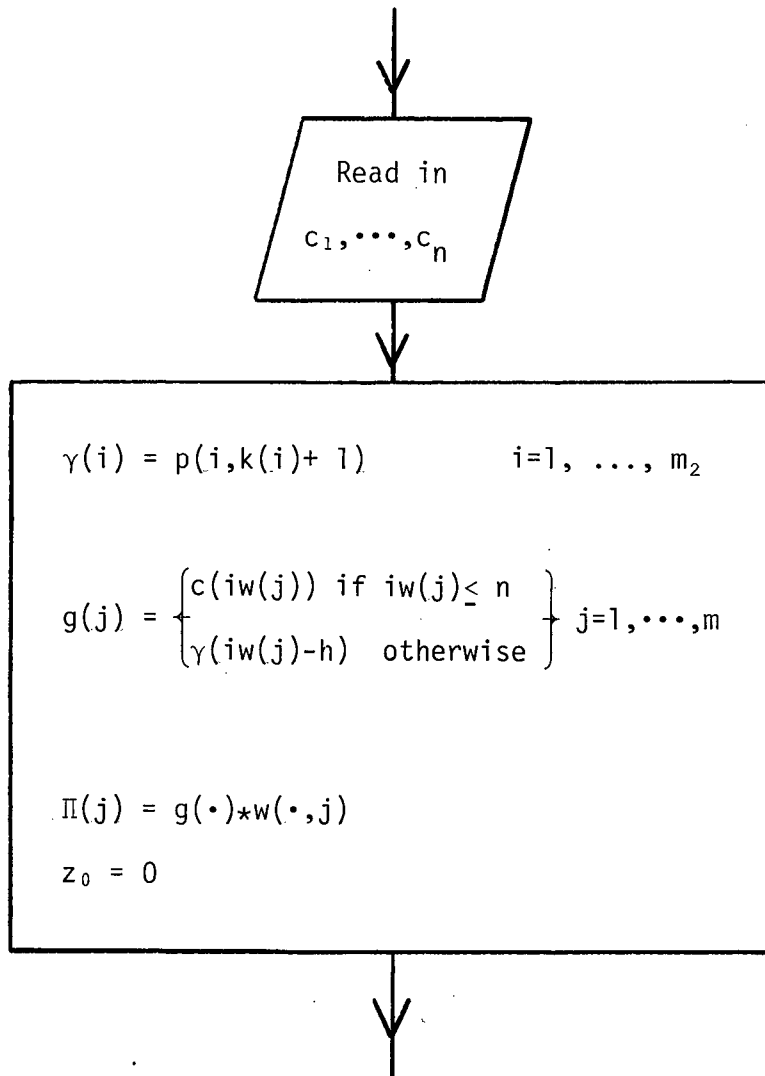 Read in
c₁,•••,cₙ
γ(i) = p(i,k(i)+ 1) i=1, ..., m₂
g(j) = {c(iw(j)) if iw(j)≤ n
γ(iw(j)-h) otherwise} j=1,•••,m
Π(j) = g(•)*w(•,j)
z₀ = 0